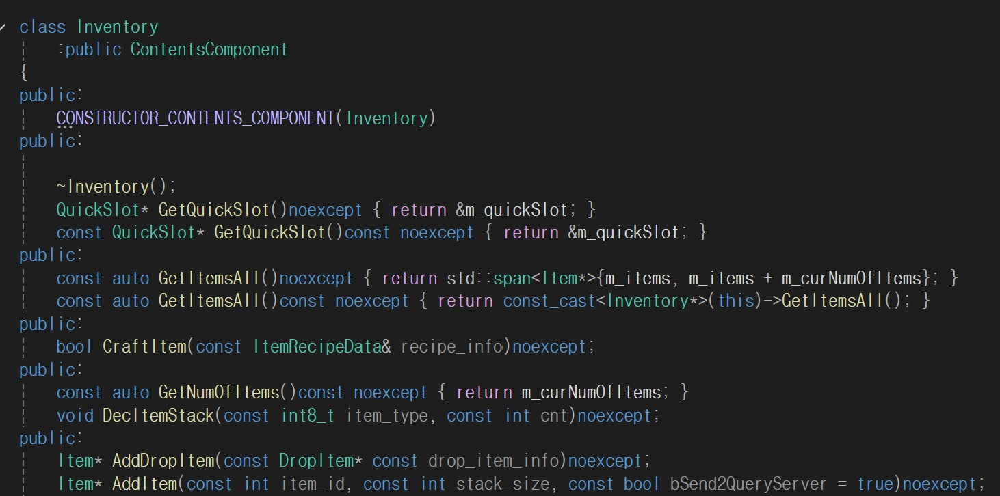 class Inventory
    :public ContentsComponent
{
public:
    CONSTRUCTOR_CONTENTS_COMPONENT(Inventory)
public:
    ~Inventory();
    QuickSlot* GetQuickSlot()noexcept { return &m_quickSlot; }
    const QuickSlot* GetQuickSlot()const noexcept { return &m_quickSlot; }
public:
    const auto GetItemsAll()noexcept { return std::span<Item*>{m_items, m_items + m_curNumOfItems}; }
    const auto GetItemsAll()const noexcept { return const_cast<Inventory*>(this)->GetItemsAll(); }
public:
    bool CraftItem(const ItemRecipeData& recipe_info)noexcept;
public:
    const auto GetNumOfItems()const noexcept { return m_curNumOfItems; }
    void DecItemStack(const int8_t item_type, const int cnt)noexcept;
public:
    Item* AddDropItem(const DropItem* const drop_item_info)noexcept;
    Item* AddItem(const int item_id, const int stack_size, const bool bSend2QueryServer = true)noexcept;